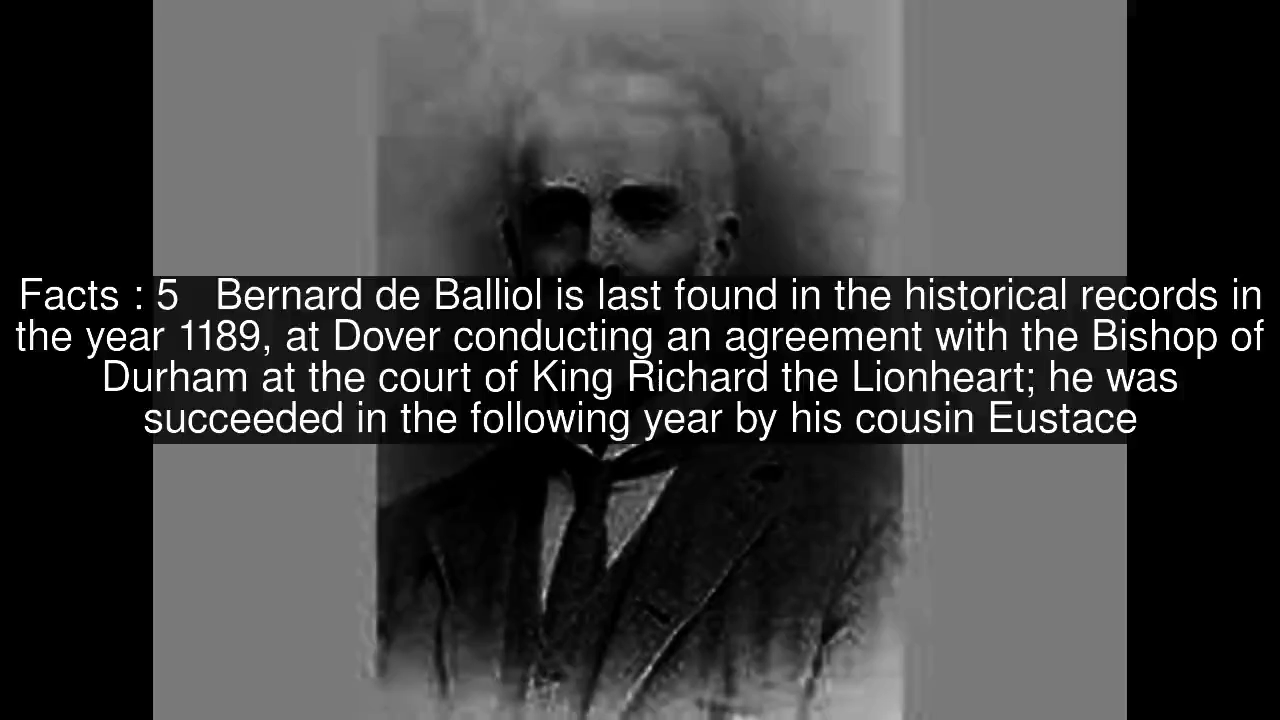 Facts : 5 Bernard de Balliol is last found in the historical records in
the year 1189, at Dover conducting an agreement with the Bishop of
Durham at the court of King Richard the Lionheart; he was
succeeded in the following year by his cousin Eustace